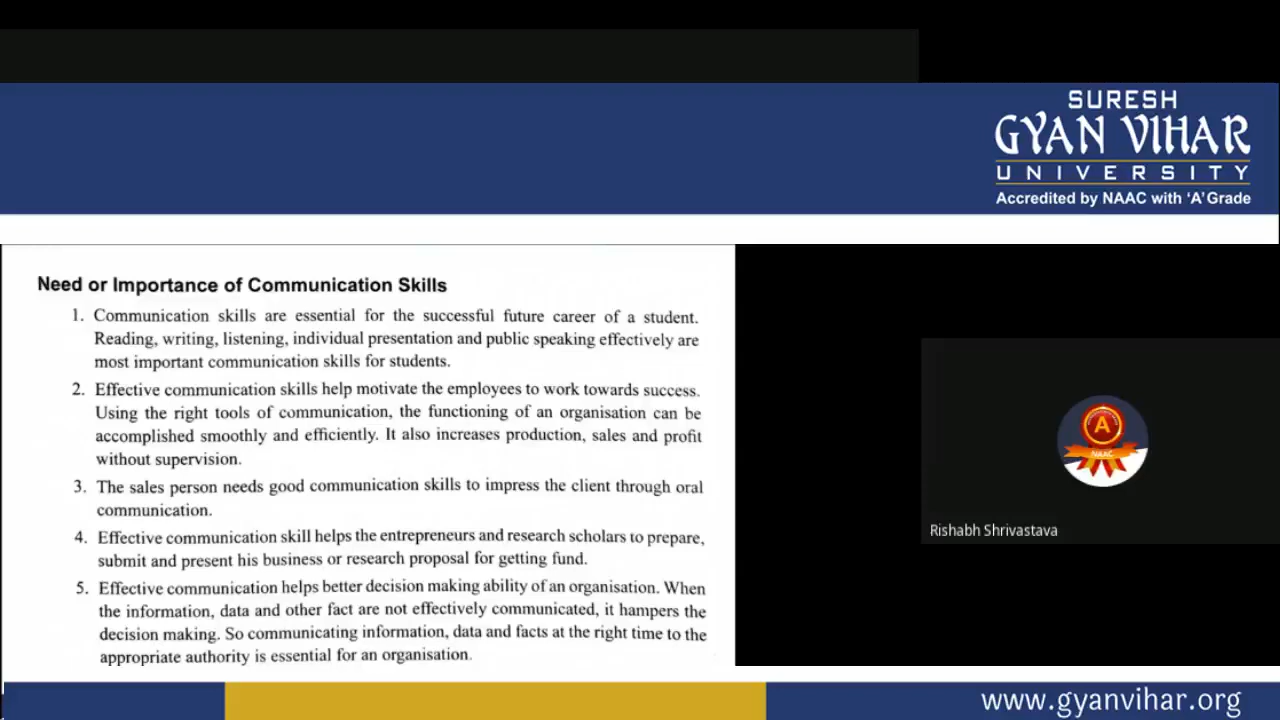 SURESH
GYAN VIHAR
UNIVERSITY
Accredited by NAAC with ‘A’ Grade
Need or Importance of Communication Skills
1. Communication skills are essential for the successful future career of a student.
Reading, writing, listening, individual presentation and public speaking effectively are
most important communication skills for students.
2. Effective communication skills help motivate the employees to work towards success.
Using the right tools of communication, the functioning of an organisation can be
accomplished smoothly and efficiently. It also increases production, sales and profit
without supervision.
3. The sales person needs good communication skills to impress the client through oral
communication.
4. Effective communication skill helps the entrepreneurs and research scholars to prepare,
submit and present his business or research proposal for getting fund.
5. Effective communication helps better decision making ability of an organisation. When
the information, data and other fact are not effectively communicated, it hampers the
decision making. So communicating information, data and facts at the right time to the
appropriate authority is essential for an organisation.
A
NAAC
Rishabh Shrivastava
www.gyanvihar.org